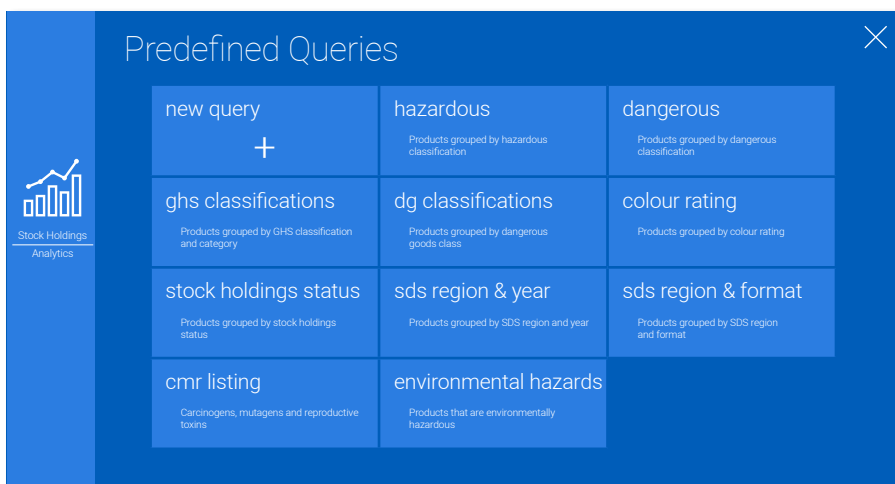 Predefined Queries
new query
hazardous
Products grouped by hazardous
classification
dangerous
Products grouped by dangerous
classification
ghs classifications
Products grouped by GHS classification
and category
dg classifications
Products grouped by dangerous
goods class
colour rating
Products grouped by colour rating
stock holdings status
Products grouped by stock holdings
status
sds region & year
Products grouped by SDS region and year
sds region & format
Products grouped by SDS region
and format
cmr listing
Carcinogens, mutagens and reproductive
toxins
environmental hazards
Products that are environmentally
hazardous
Stock Holdings
Analytics